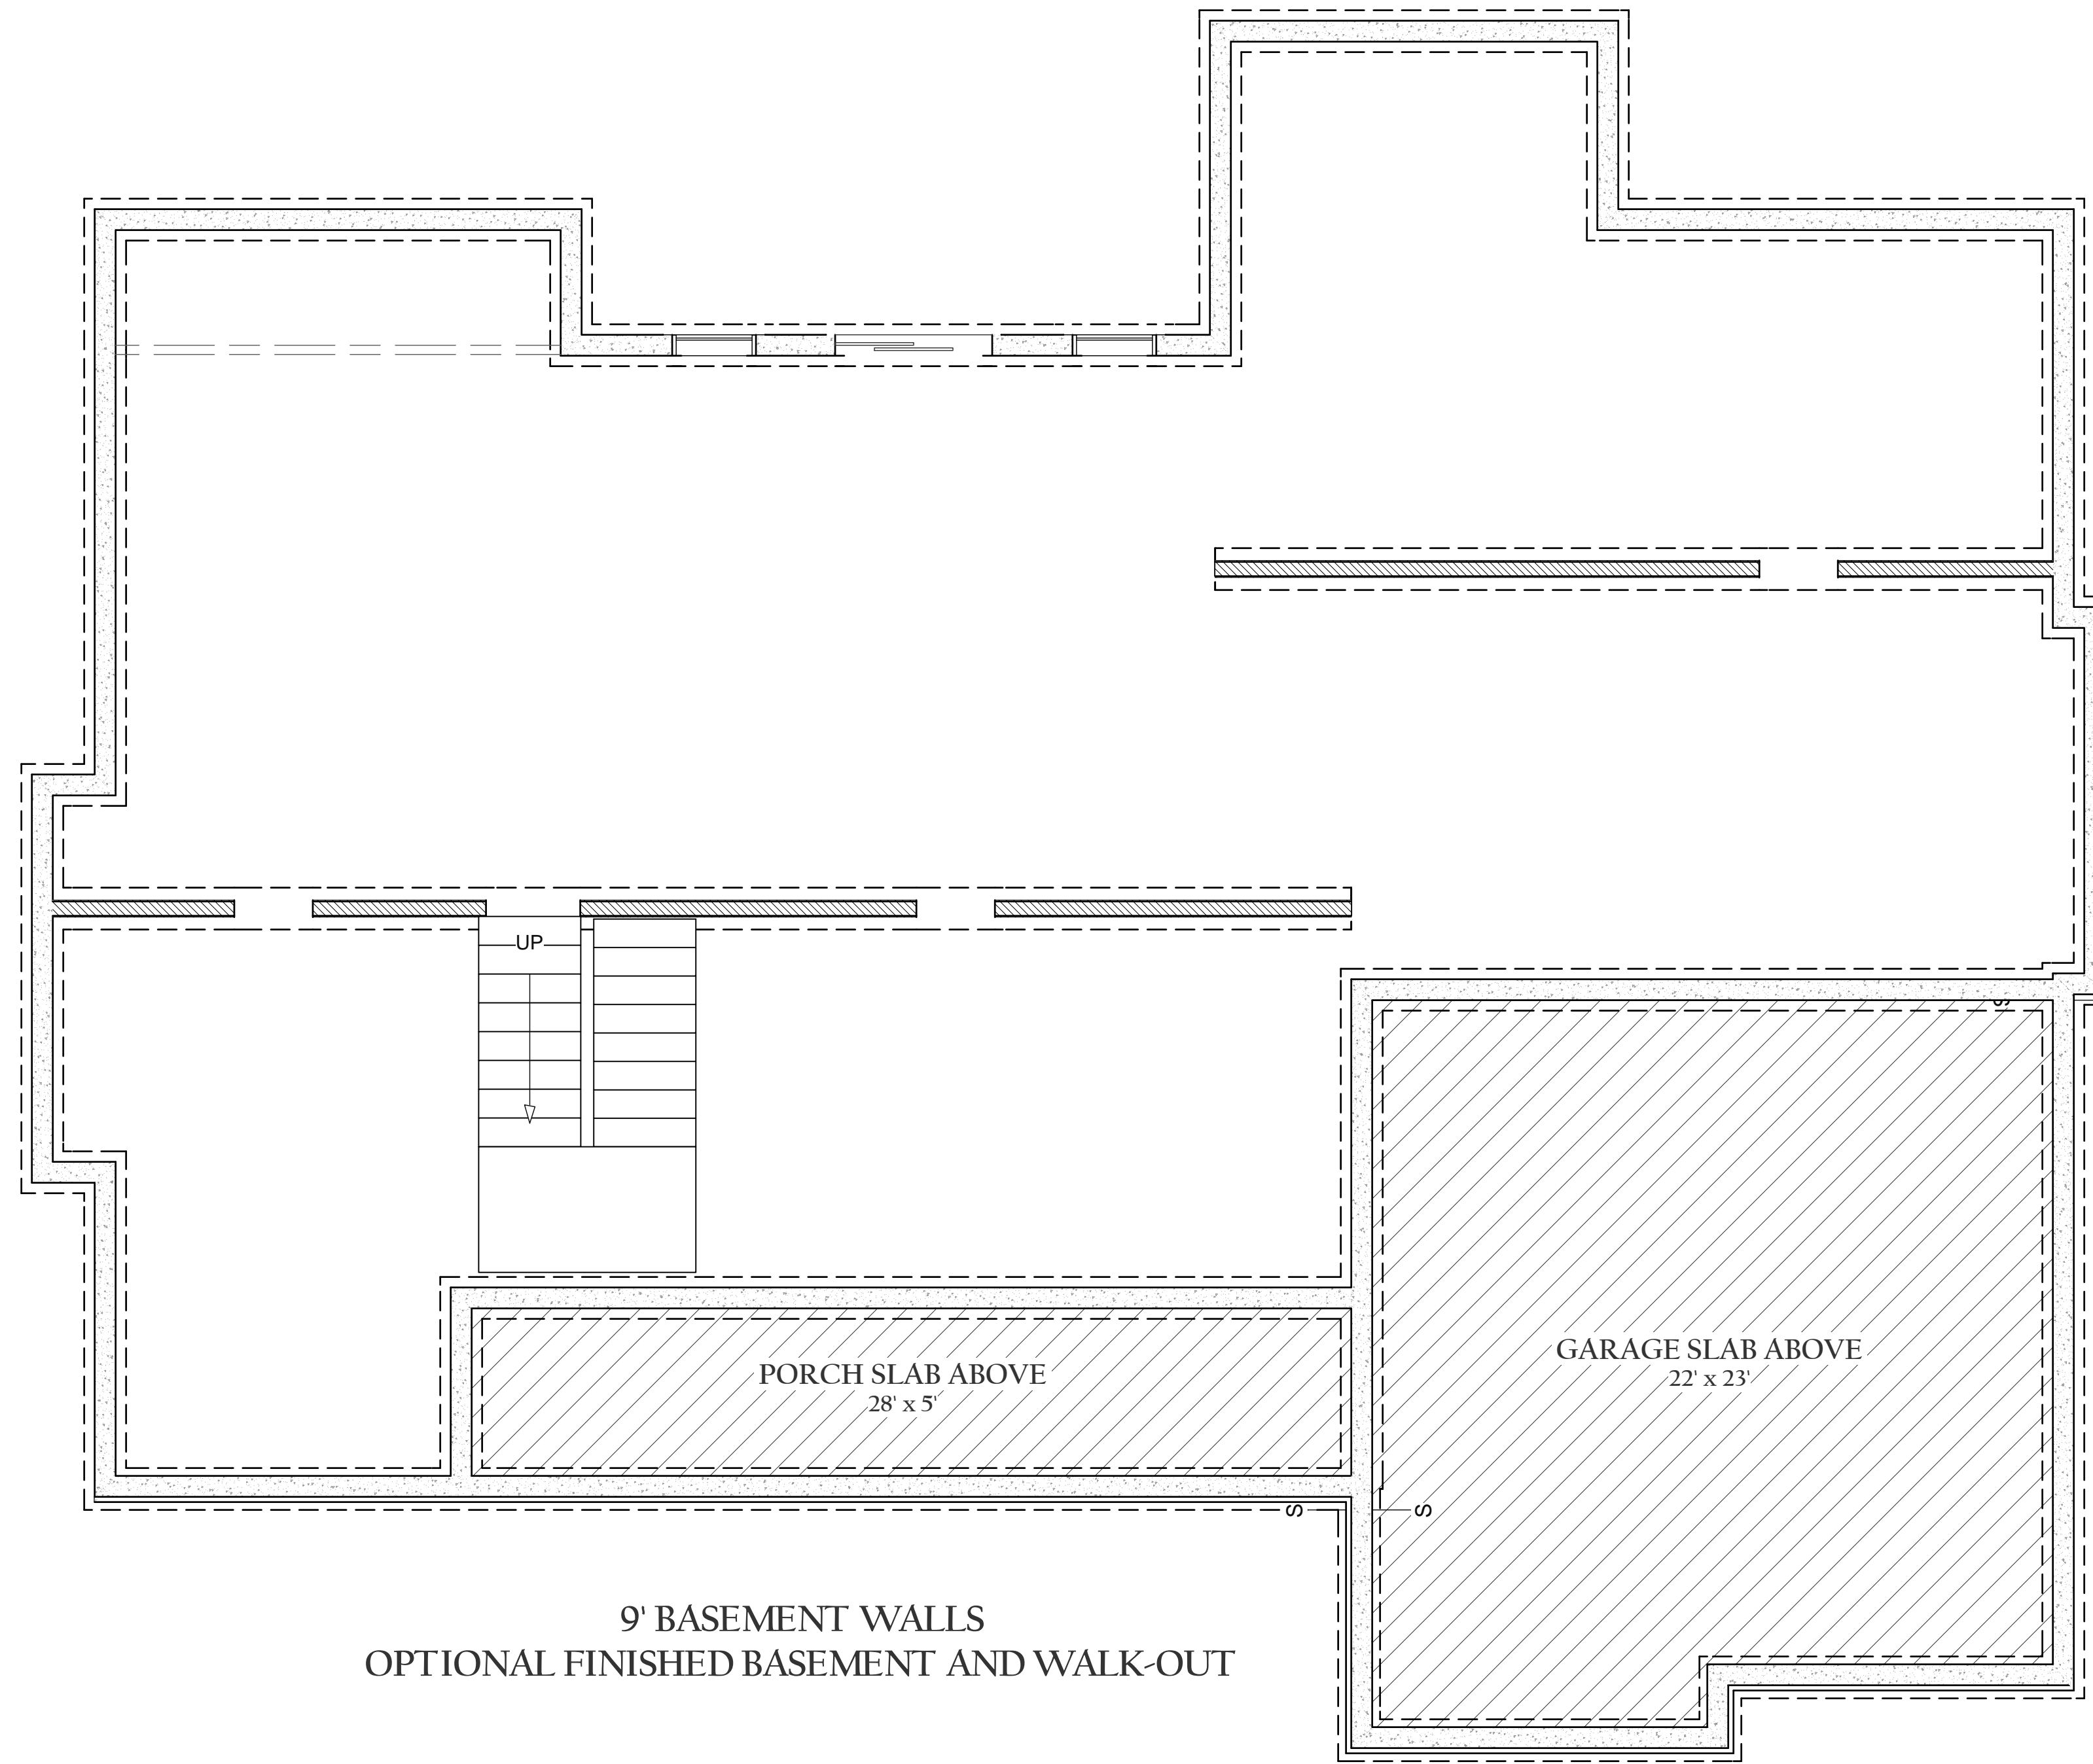 UP
S
PORCH SLAB ABOVE
28' x 5'
GARAGE SLAB ABOVE
22' x 23'
S
S
9' BASEMENT WALLS
OPTIONAL FINISHED BASEMENT AND WALK-OUT